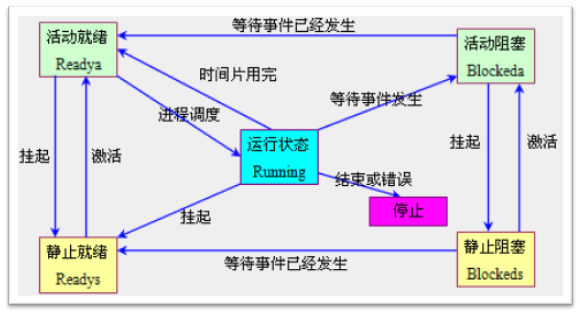 等待事件已经发生
活动就绪
Readya
活动阻塞
Blockeda
时间片用完
等待事件发生
进程调度
运行状态
Running
挂起
激活
挂起
激活
结束或错误
停止
挂起
静止就绪
Readys
静止阻塞
Blockeds
等待事件已经发生